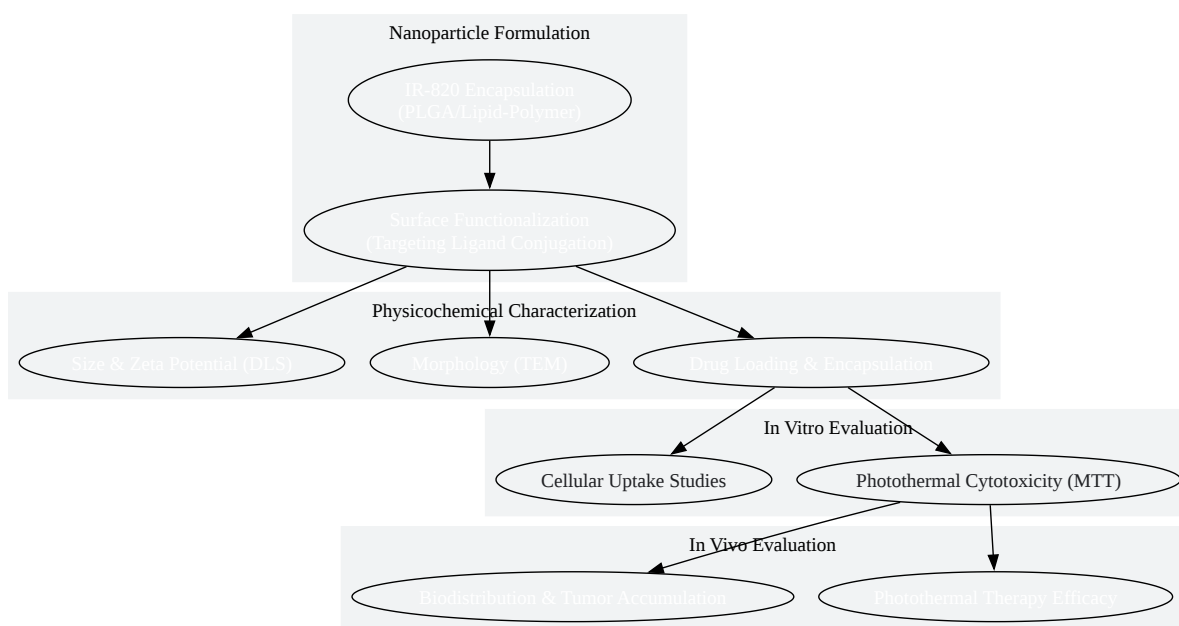 Nanoparticle Formulation
IR-820 Encapsulation
(PLGA/Lipid-Polymer)
Surface Functionalization
(Targeting Ligand Conjugation)
Physicochemical Characterization
Size & Zeta Potential (DLS)
Morphology (TEM)
Drug Loading & Encapsulation
In Vitro Evaluation
Cellular Uptake Studies
Photothermal Cytotoxicity (MTT)
In Vivo Evaluation
Biodistribution & Tumor Accumulation
Photothermal Therapy Efficacy